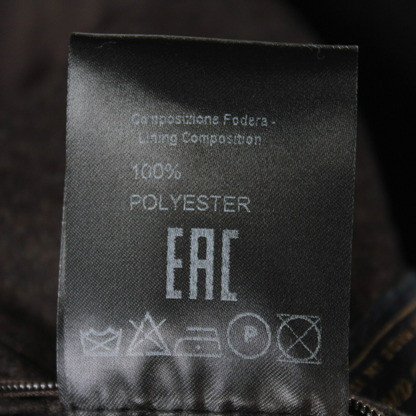 Composizione Fodera -
Lining Composition
100%
POLYESTER
EAC
P